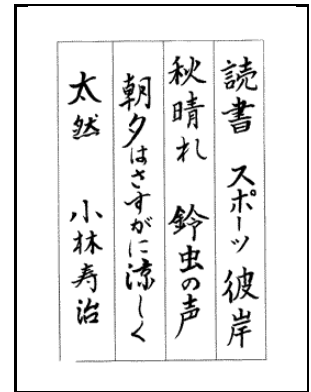 読書 スポーツ 彼岸
秋晴れ 鈴虫の声
朝夕はさすがに涼しく
太然 小林寿治